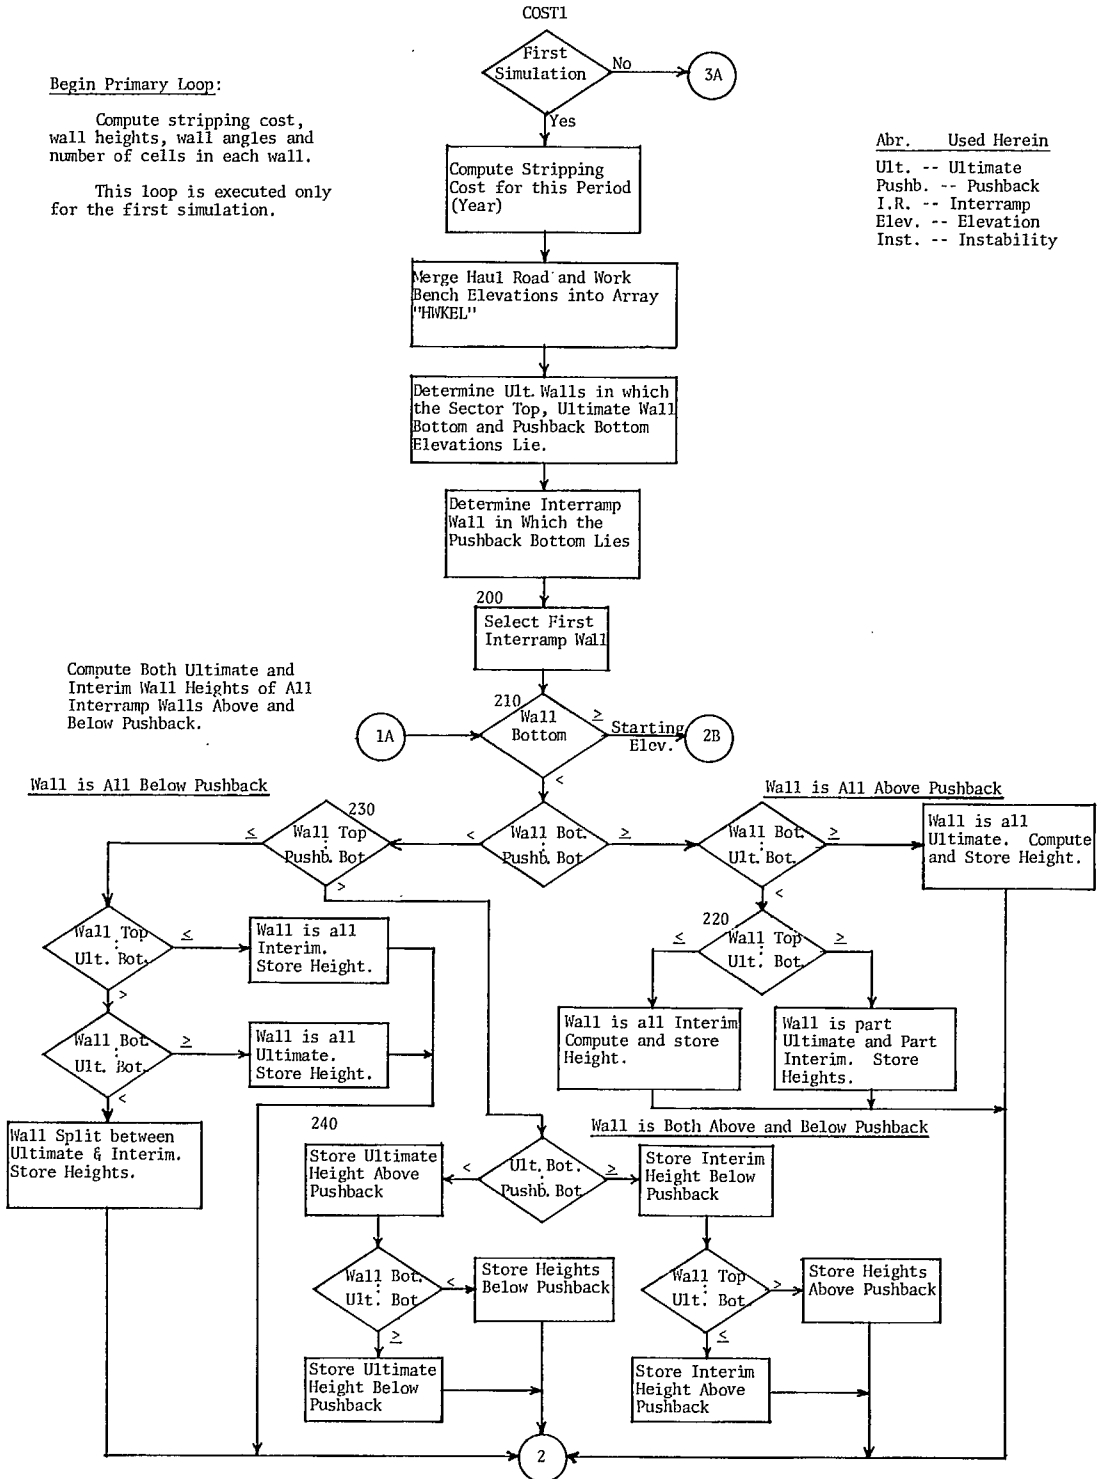 COST1
First
Simulation
No
3A
Yes
Begin Primary Loop:
Compute stripping cost,
wall heights, wall angles and
number of cells in each wall.
This loop is executed only
for the first simulation.
Abr. Used Herein
Ult. -- Ultimate
Pushb. -- Pushback
I.R. -- Interramp
Elev. -- Elevation
Inst. -- Instability
Compute Stripping
Cost for this Period
(Year)
Merge Haul Road and Work
Bench Elevations into Array
"HWKEL"
Determine Ult. Walls in which
the Sector Top, Ultimate Wall
Bottom and Pushback Bottom
Elevations Lie.
Determine Interramp
Wall in Which the
Pushback Bottom Lies
200
Select First
Interramp Wall
Compute Both Ultimate and
Interim Wall Heights of All
Interramp Walls Above and
Below Pushback.
1A
210
Wall
Bottom
≥
Starting
Elev.
2B
<
Wall is All Below Pushback
Wall is All Above Pushback
230
Wall Top
:
Pushb. Bot.
≤
>
Wall Bot.
:
Pushb. Bot.
<
≥
Wall Bot.
:
Ult. Bot.
≥
<
Wall is all
Ultimate. Compute
and Store Height.
Wall Top
:
Ult. Bot.
≤
>
Wall is all
Interim.
Store Height.
220
Wall Top
:
Ult. Bot.
≤
≥
Wall Bot.
:
Ult. Bot.
≥
<
Wall is all
Ultimate.
Store Height.
Wall is all Interim
Compute and store
Height.
Wall is part
Ultimate and Part
Interim. Store
Heights.
Wall Split between
Ultimate & Interim.
Store Heights.
240
Wall is Both Above and Below Pushback
Store Ultimate
Height Above
Pushback
<
Ult. Bot.
:
Pushb. Bot.
≥
Store Interim
Height Below
Pushback
Wall Bot.
:
Ult. Bot.
<
≥
Store Heights
Below Pushback
Wall Top
:
Ult. Bot.
>
≤
Store Heights
Above Pushback
Store Ultimate
Height Below
Pushback
Store Interim
Height Above
Pushback
2